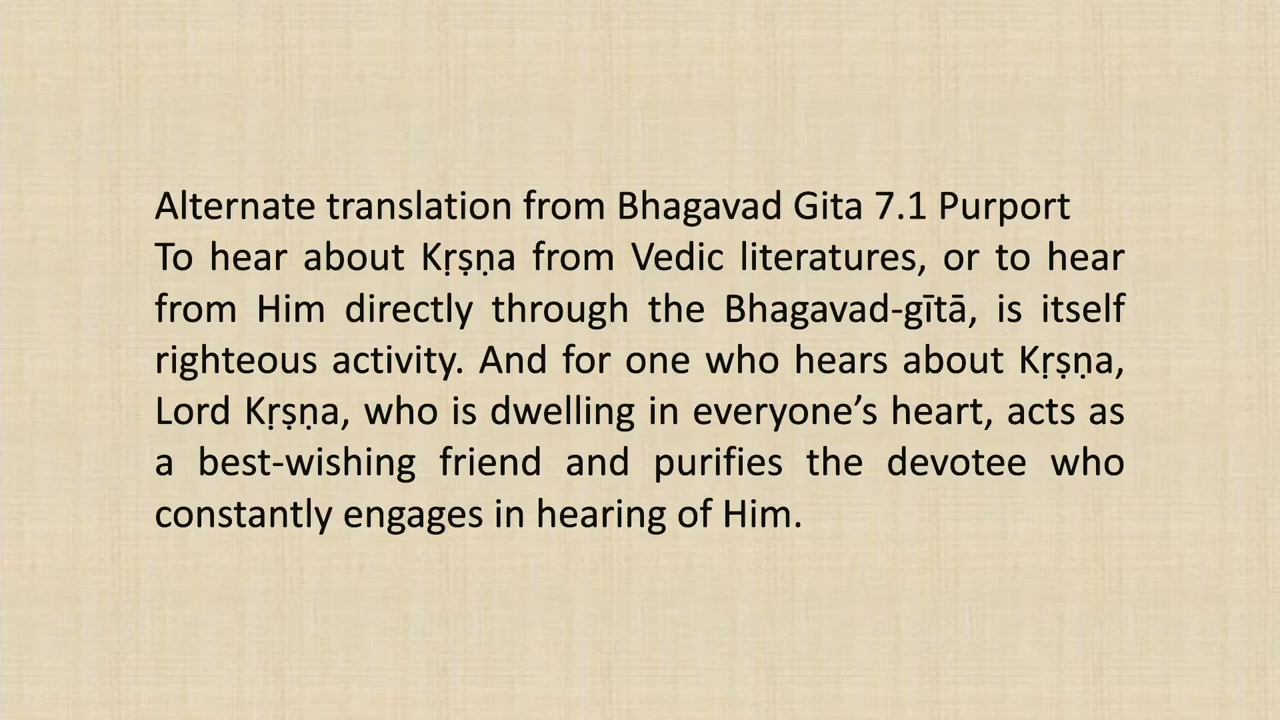 Alternate translation from Bhagavad Gita 7.1 Purport
To hear about Kṛṣṇa from Vedic literatures, or to hear
from Him directly through the Bhagavad-gītā, is itself
righteous activity. And for one who hears about Kṛṣṇa,
Lord Kṛṣṇa, who is dwelling in everyone’s heart, acts as
a best-wishing friend and purifies the devotee who
constantly engages in hearing of Him.